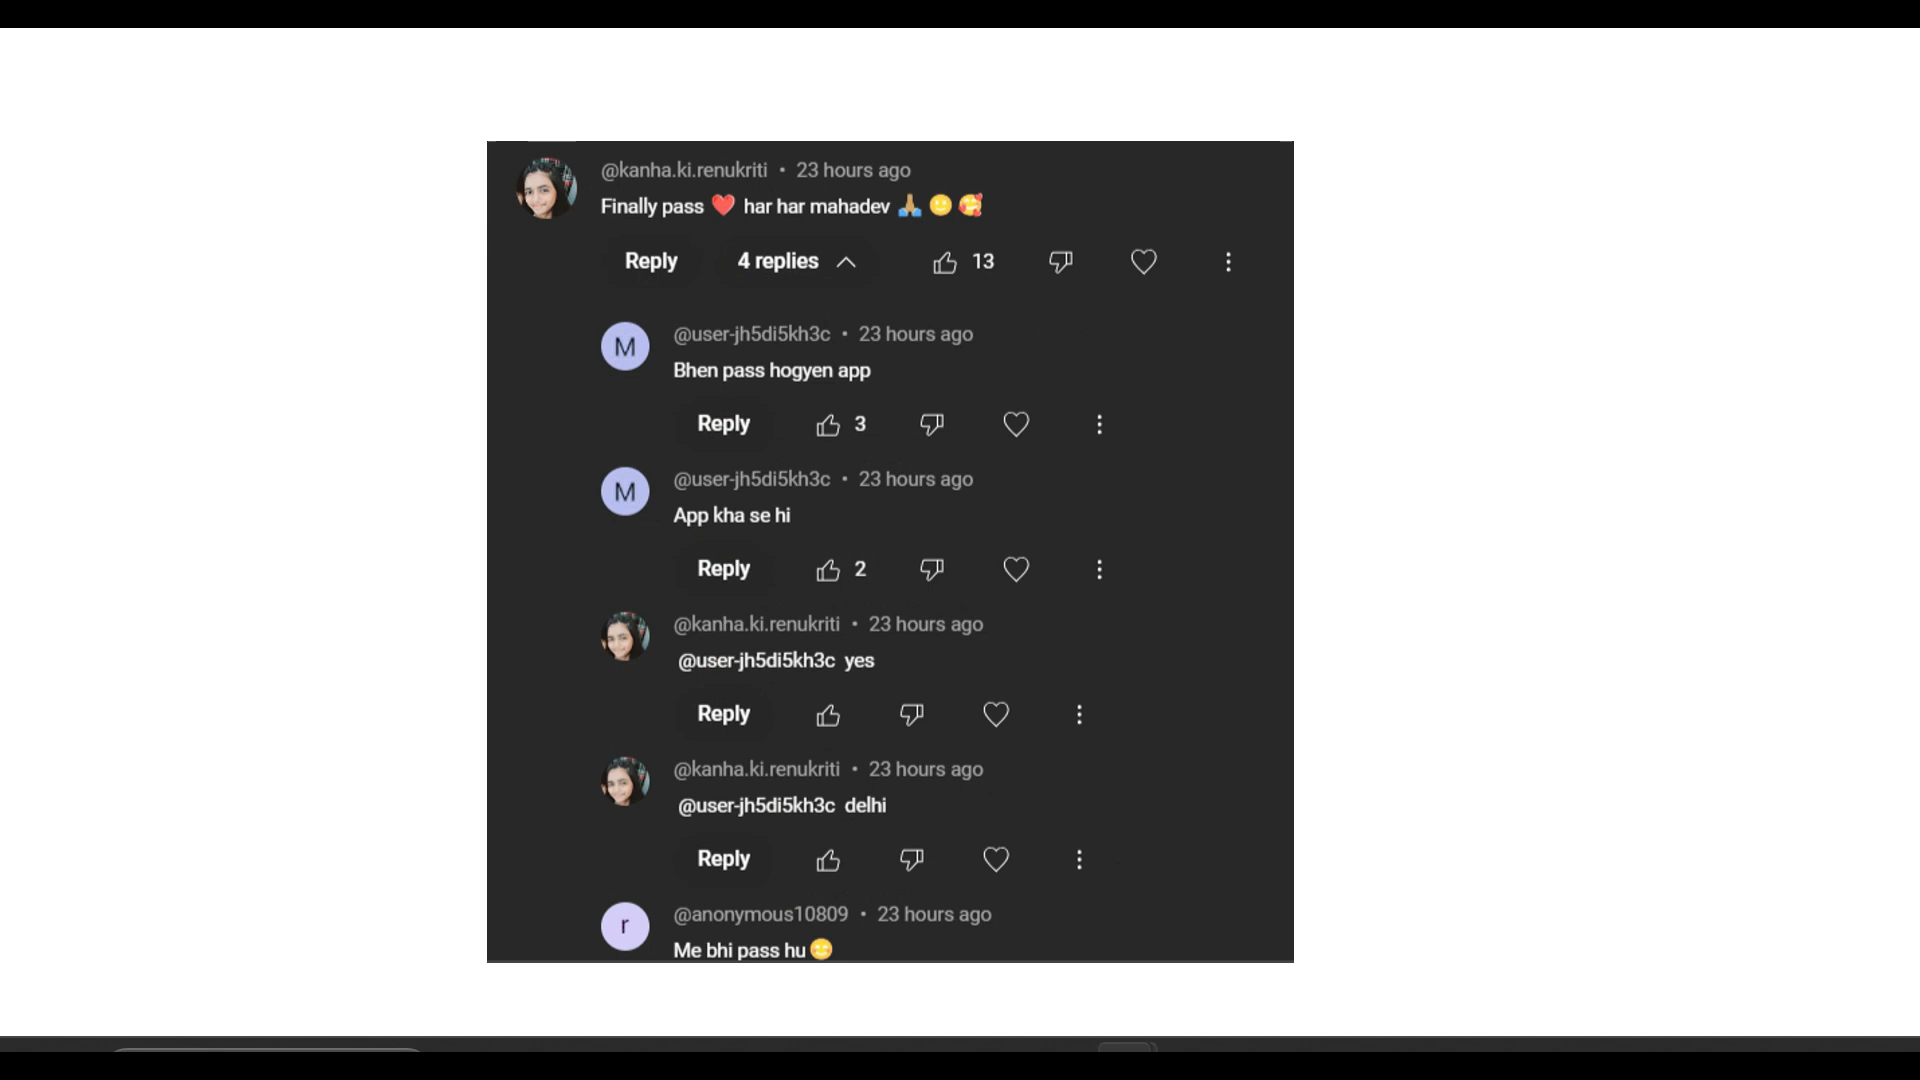 @kanha.ki.renukriti • 23 hours ago
Finally pass ❤️ har har mahadev 🙏🏽 🙂 🥰
Reply 4 replies 13
M @user-jh5di5kh3c • 23 hours ago
Bhen pass hogyen app
Reply 3
M @user-jh5di5kh3c • 23 hours ago
App kha se hi
Reply 2
@kanha.ki.renukriti • 23 hours ago
@user-jh5di5kh3c yes
Reply
@kanha.ki.renukriti • 23 hours ago
@user-jh5di5kh3c delhi
Reply
r @anonymous10809 • 23 hours ago
Me bhi pass hu 😊